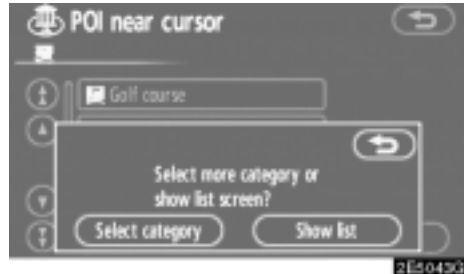 POI near cursor
Golf course
Select more category or
show list screen?
Select category
Show list
2E5043G